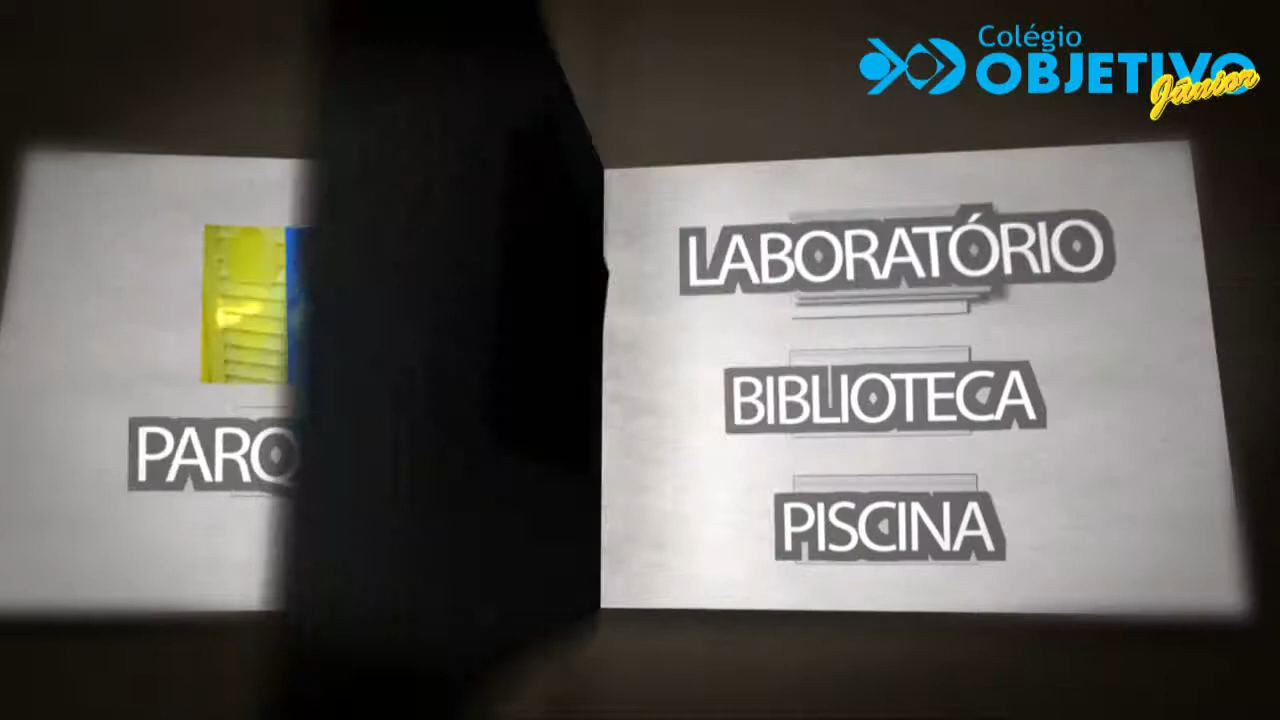 Colégio
OBJETIVO
Júnior
LABORATÓRIO
BIBLIOTECA
PISCINA